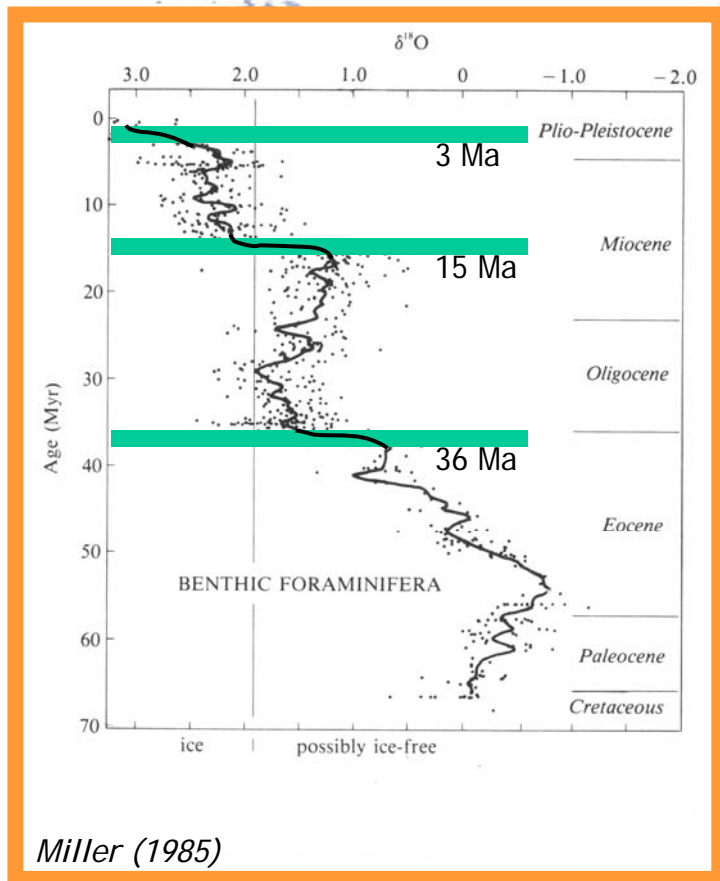 δ¹⁸O
3.0 2.0 1.0 0 −1.0 −2.0
0
Plio-Pleistocene
3 Ma
10
Miocene
15 Ma
20
Oligocene
30
Age (Myr)
36 Ma
40
Eocene
50
BENTHIC FORAMINIFERA
60
Paleocene
Cretaceous
70
ice
possibly ice-free
Miller (1985)